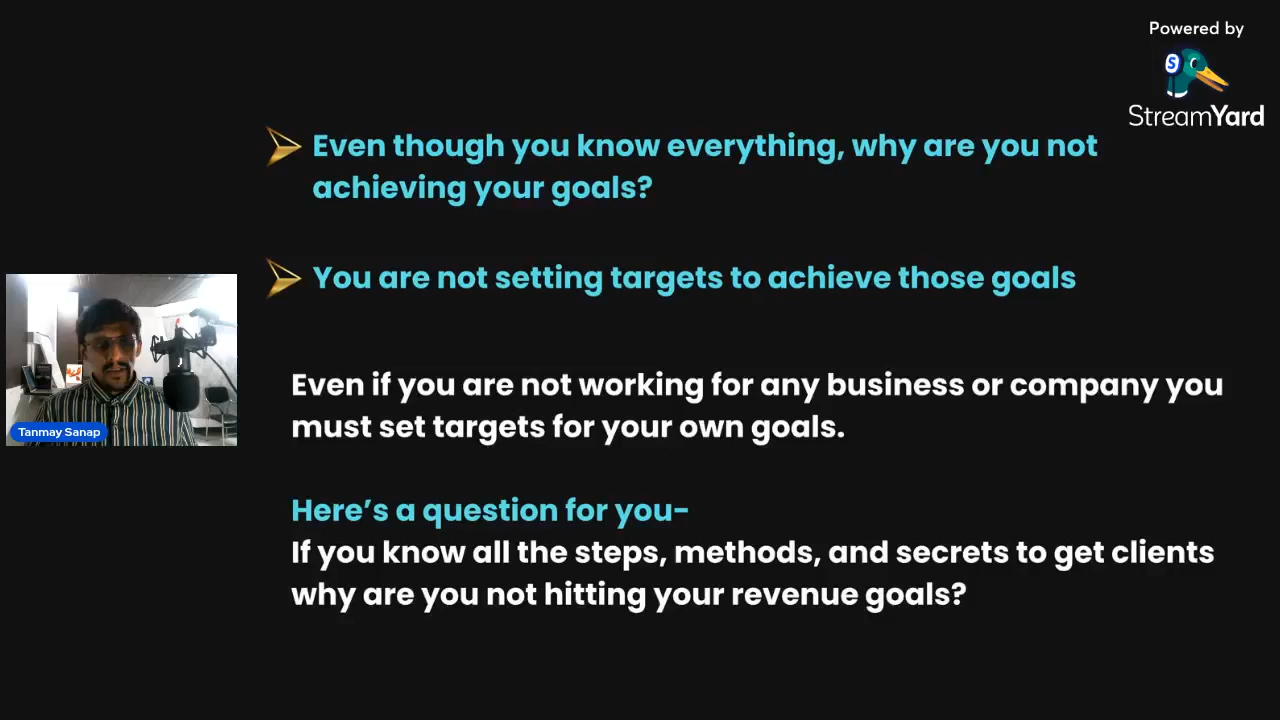 Powered by
StreamYard
Even though you know everything, why are you not
achieving your goals?
You are not setting targets to achieve those goals
Even if you are not working for any business or company you
must set targets for your own goals.
Here’s a question for you-
If you know all the steps, methods, and secrets to get clients
why are you not hitting your revenue goals?
Tanmay Sanap